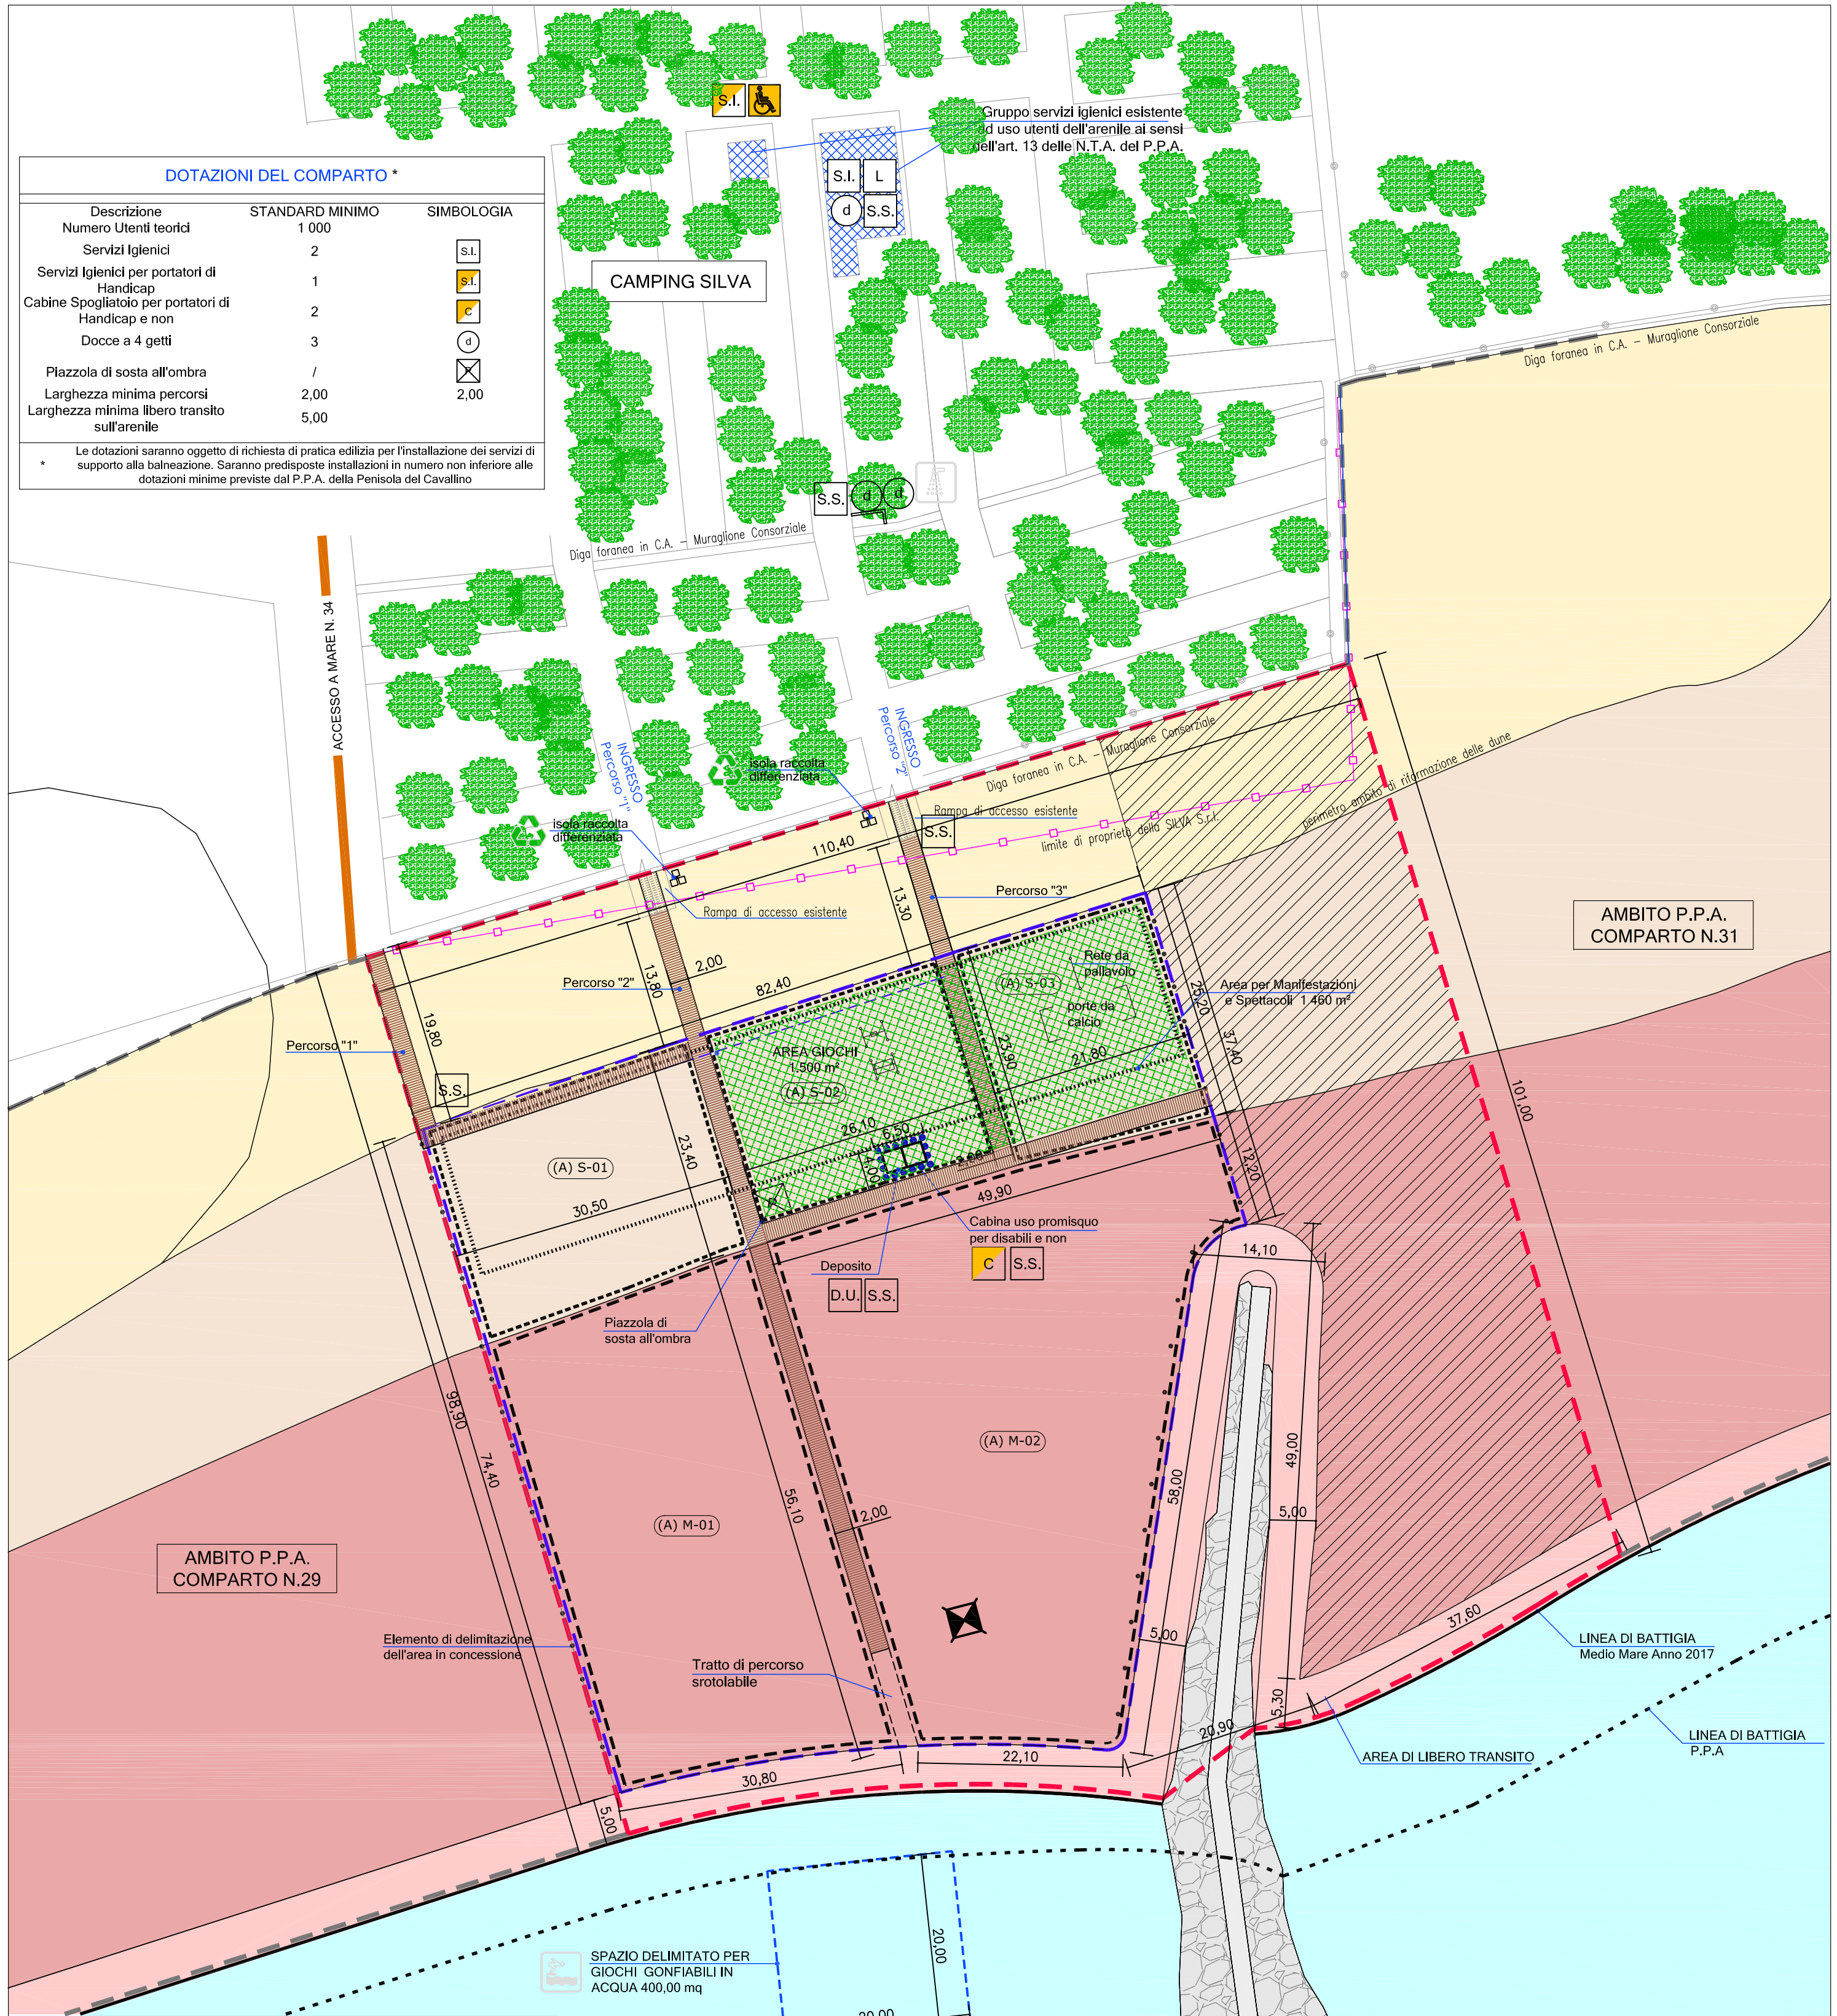 S.I.
Gruppo servizi igienici esistente
ad uso utenti dell'arenile ai sensi
dell'art. 13 delle N.T.A. del P.P.A.
S.I.
L
d
S.S.
DOTAZIONI DEL COMPARTO *
Descrizione STANDARD MINIMO SIMBOLOGIA
Numero Utenti teorici 1 000
Servizi Igienici 2 S.I.
Servizi Igienici per portatori di
Handicap 1 S.I.
Cabine Spogliatoio per portatori di
Handicap e non 2 C
Docce a 4 getti 3 d
Piazzola di sosta all'ombra / P
Larghezza minima percorsi 2,00 2,00
Larghezza minima libero transito
sull'arenile 5,00
* Le dotazioni saranno oggetto di richiesta di pratica edilizia per l'installazione dei servizi di
supporto alla balneazione. Saranno predisposte installazioni in numero non inferiore alle
dotazioni minime previste dal P.P.A. della Penisola del Cavallino
CAMPING SILVA
Diga foranea in C.A. - Muraglione Consorziale
S.S.
d
d
Diga foranea in C.A. - Muraglione Consorziale
ACCESSO A MARE N. 34
INGRESSO
Percorso "1"
INGRESSO
Percorso "2"
isola raccolta
differenziata
isola raccolta
differenziata
Diga foranea in C.A. - Muraglione Consorziale
Rampa di accesso esistente
S.S.
limite di proprietà della SILVA S.r.l.
perimetro ambito di riformazione delle dune
110,40
13,30
Percorso "3"
Rampa di accesso esistente
AMBITO P.P.A.
COMPARTO N.31
Percorso "2"
13,80
2,00
82,40
19,80
Percorso "1"
S.S.
(A) S-03
Rete da
pallavolo
porte da
calcio
25,20
Area per Manifestazioni
e Spettacoli 1 460 m²
37,40
AREA GIOCHI
1.500 m²
(A) S-02
23,90
21,80
101,00
26,10
6,50
4,00
23,40
(A) S-01
30,50
12,20
49,90
Cabina uso promisquo
per disabili e non
C
S.S.
Deposito
D.U.
S.S.
P
Piazzola di
sosta all'ombra
14,10
98,90
74,40
(A) M-02
49,00
58,00
5,00
56,10
2,00
(A) M-01
AMBITO P.P.A.
COMPARTO N.29
Elemento di delimitazione
dell'area in concessione
Tratto di percorso
srotolabile
5,00
37,60
LINEA DI BATTIGIA
Medio Mare Anno 2017
5,30
20,90
LINEA DI BATTIGIA
P.P.A
AREA DI LIBERO TRANSITO
22,10
30,80
5,00
SPAZIO DELIMITATO PER
GIOCHI GONFIABILI IN
ACQUA 400,00 mq
20,00
20,00